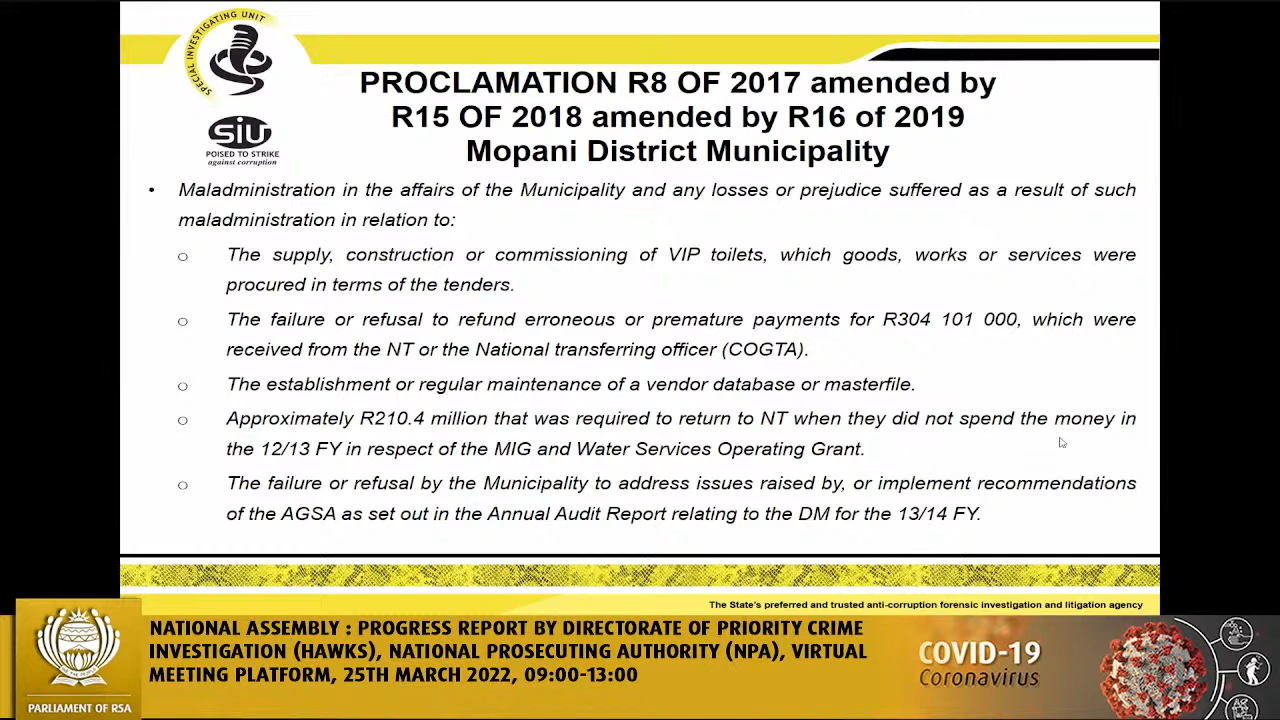 SPECIAL INVESTIGATING UNIT
SIU
POISED TO STRIKE
against corruption
PROCLAMATION R8 OF 2017 amended by
R15 OF 2018 amended by R16 of 2019
Mopani District Municipality
• Maladministration in the affairs of the Municipality and any losses or prejudice suffered as a result of such
maladministration in relation to:
o The supply, construction or commissioning of VIP toilets, which goods, works or services were
procured in terms of the tenders.
o The failure or refusal to refund erroneous or premature payments for R304 101 000, which were
received from the NT or the National transferring officer (COGTA).
o The establishment or regular maintenance of a vendor database or masterfile.
o Approximately R210.4 million that was required to return to NT when they did not spend the money in
the 12/13 FY in respect of the MIG and Water Services Operating Grant.
o The failure or refusal by the Municipality to address issues raised by, or implement recommendations
of the AGSA as set out in the Annual Audit Report relating to the DM for the 13/14 FY.
The State's preferred and trusted anti-corruption forensic investigation and litigation agency
NATIONAL ASSEMBLY : PROGRESS REPORT BY DIRECTORATE OF PRIORITY CRIME
INVESTIGATION (HAWKS), NATIONAL PROSECUTING AUTHORITY (NPA), VIRTUAL
MEETING PLATFORM, 25TH MARCH 2022, 09:00-13:00
PARLIAMENT OF RSA
COVID-19
Coronavirus